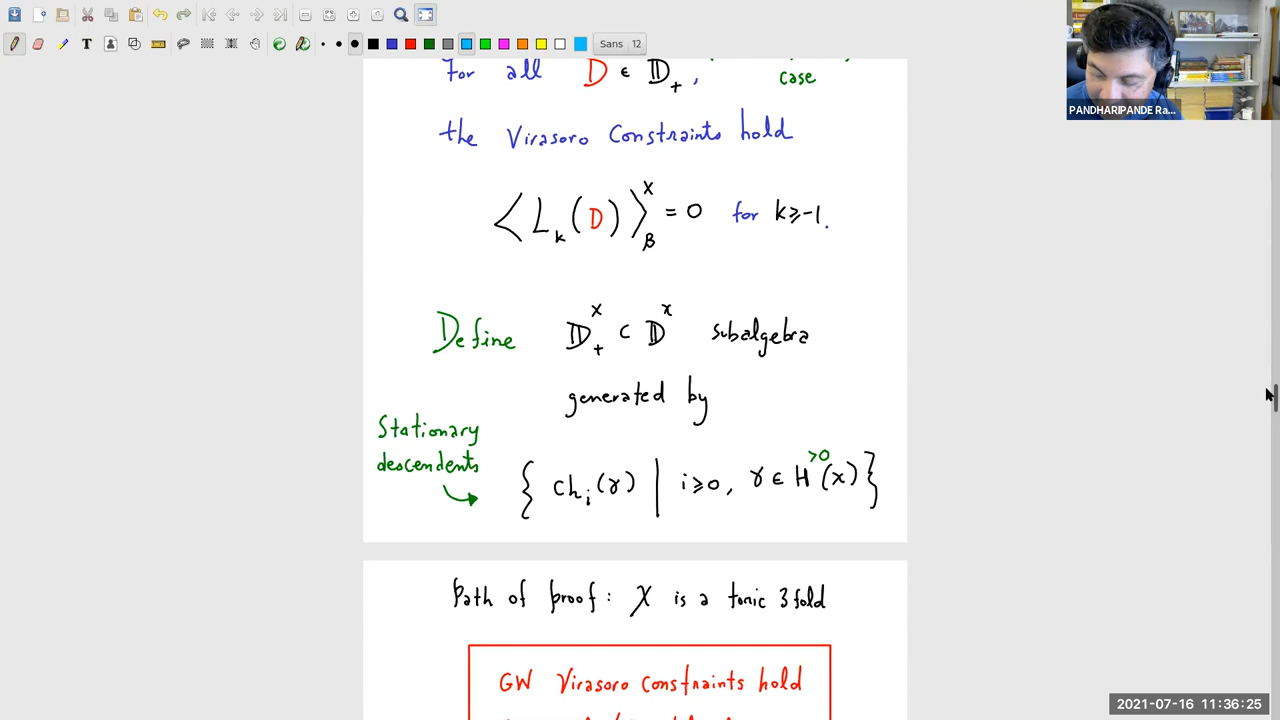 Sans 12
PANDHARIPANDE Ra...
For all D ∈ 𝔻₊,
case
the Virasoro Constraints hold
⟨L_k(D)⟩^X_β = 0 for k ≥ -1.
Define 𝔻^X_+ ⊂ 𝔻^X subalgebra
generated by
Stationary
descendents
{ ch_i(γ) | i ≥ 0, γ ∈ H^{>0}(X) }
Path of proof: X is a toric 3fold
GW Virasoro constraints hold
2021-07-16 11:36:25